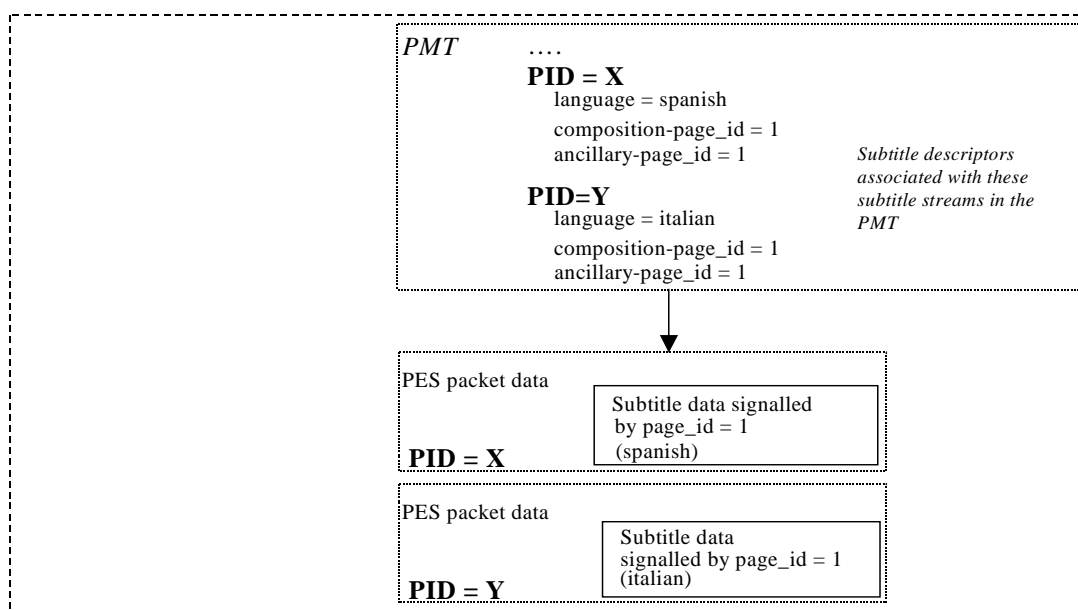 PMT ....
PID = X
language = spanish
composition-page_id = 1
ancillary-page_id = 1
Subtitle descriptors
associated with these
subtitle streams in the
PMT
PID=Y
language = italian
composition-page_id = 1
ancillary-page_id = 1
PES packet data
Subtitle data signalled
by page_id = 1
(spanish)
PID = X
PES packet data
Subtitle data
signalled by page_id = 1
(italian)
PID = Y